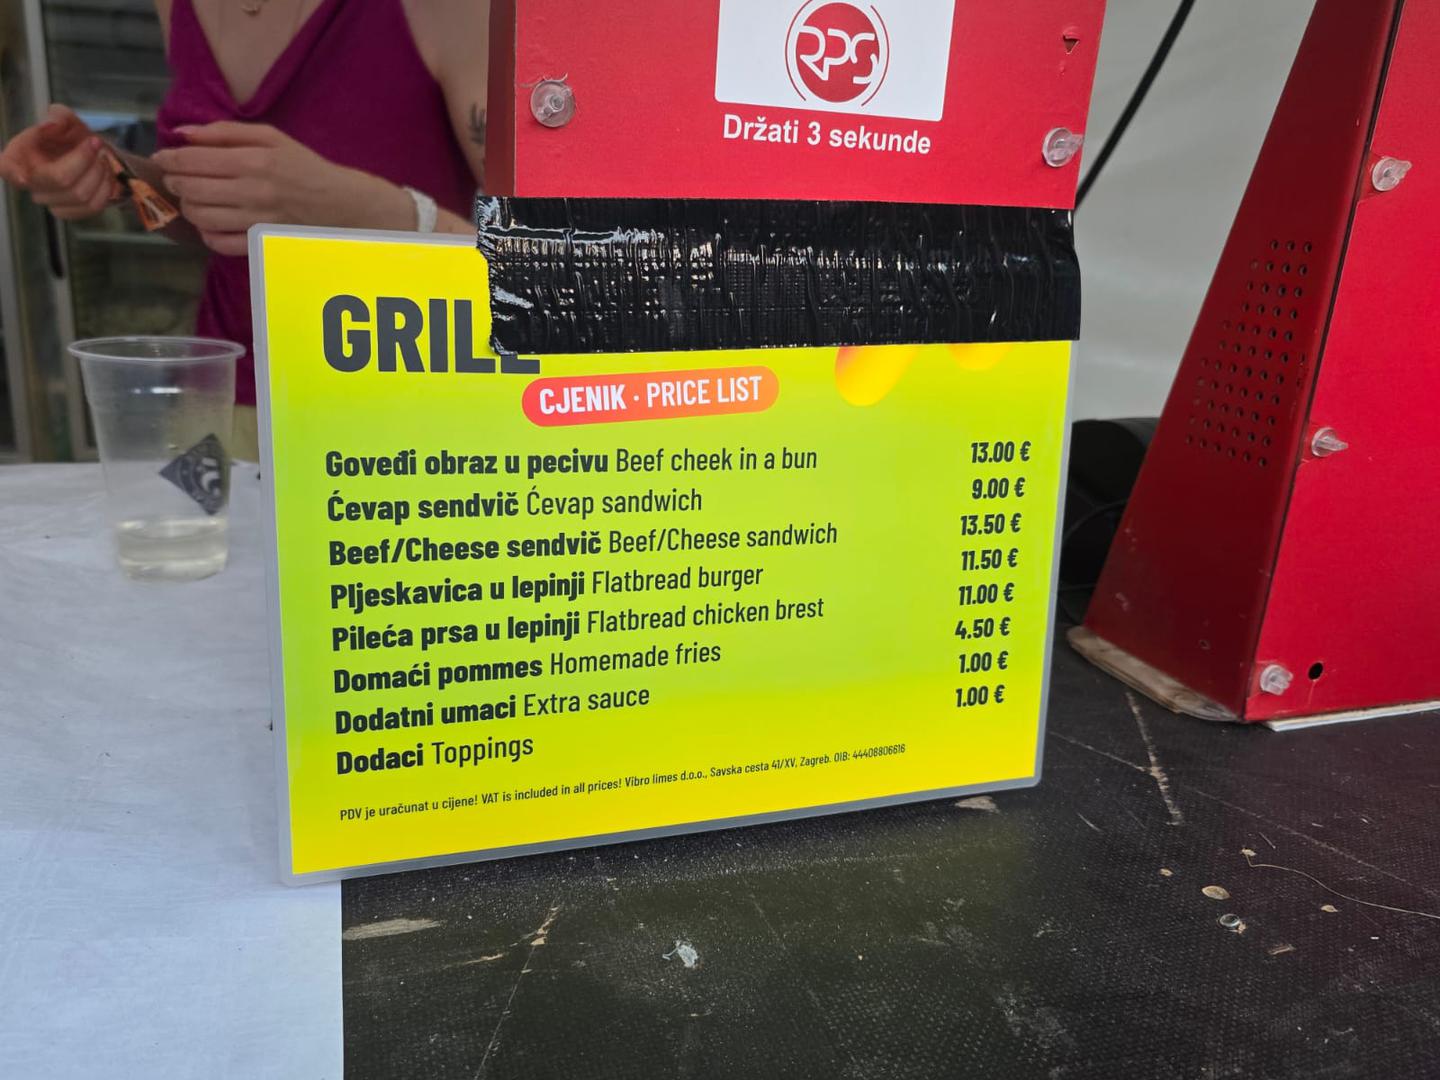 RPS
Držati 3 sekunde
GRILL
CJENIK · PRICE LIST
Goveđi obraz u pecivu Beef cheek in a bun 13.00 €
Ćevap sendvič Ćevap sandwich 9.00 €
Beef/Cheese sendvič Beef/Cheese sandwich 13.50 €
Pljeskavica u lepinji Flatbread burger 11.50 €
Pileća prsa u lepinji Flatbread chicken brest 11.00 €
Domaći pommes Homemade fries 4.50 €
Dodatni umaci Extra sauce 1.00 €
Dodaci Toppings 1.00 €
PDV je uračunat u cijene! VAT is included in all prices! Vibro limes d.o.o., Savska cesta 41/XV, Zagreb. OIB: 44408806616